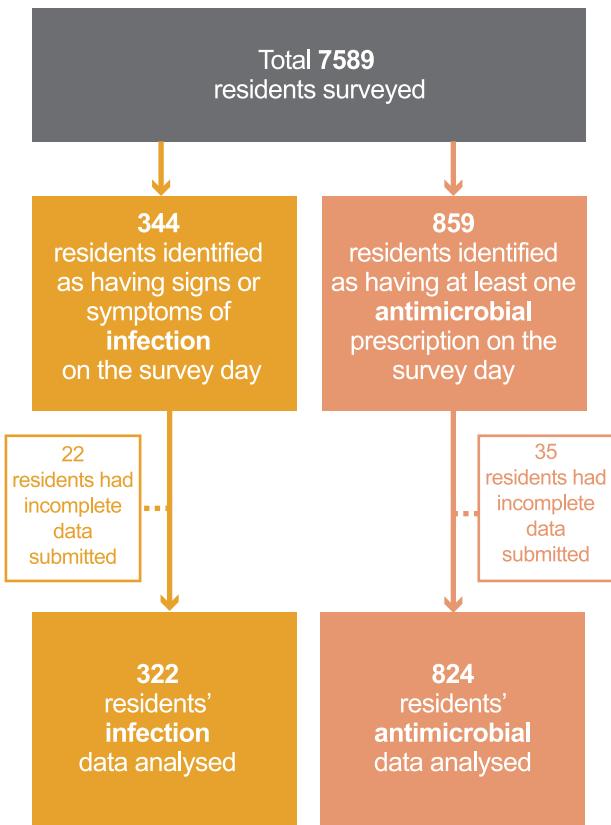 Total 7589
residents surveyed
344
residents identified
as having signs or
symptoms of
infection
on the survey day
859
residents identified
as having at least one
antimicrobial
prescription on the
survey day
22
residents had
incomplete
data
submitted
35
residents had
incomplete
data
submitted
322
residents’
infection
data analysed
824
residents’
antimicrobial
data analysed